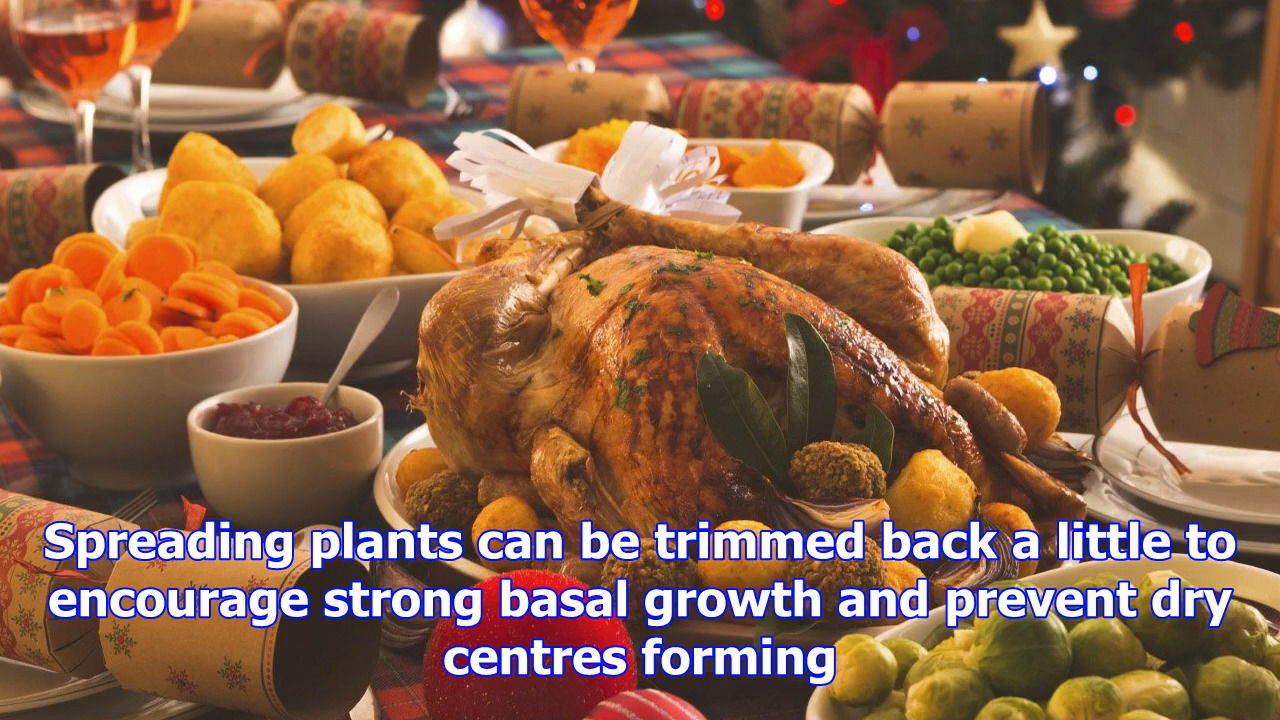 Spreading plants can be trimmed back a little to
encourage strong basal growth and prevent dry
centres forming